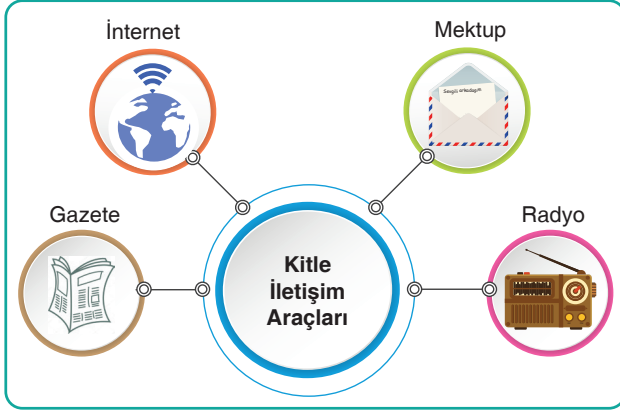 İnternet
Mektup
Sevgili arkadaşım
Gazete
Radyo
Kitle
İletişim
Araçları